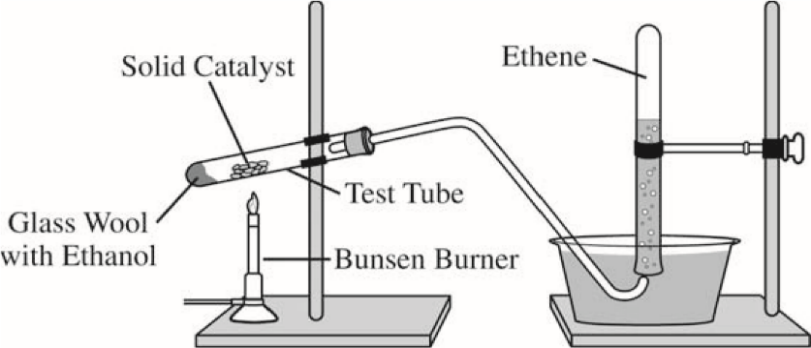 Solid Catalyst
Ethene
Test Tube
Glass Wool
with Ethanol
Bunsen Burner